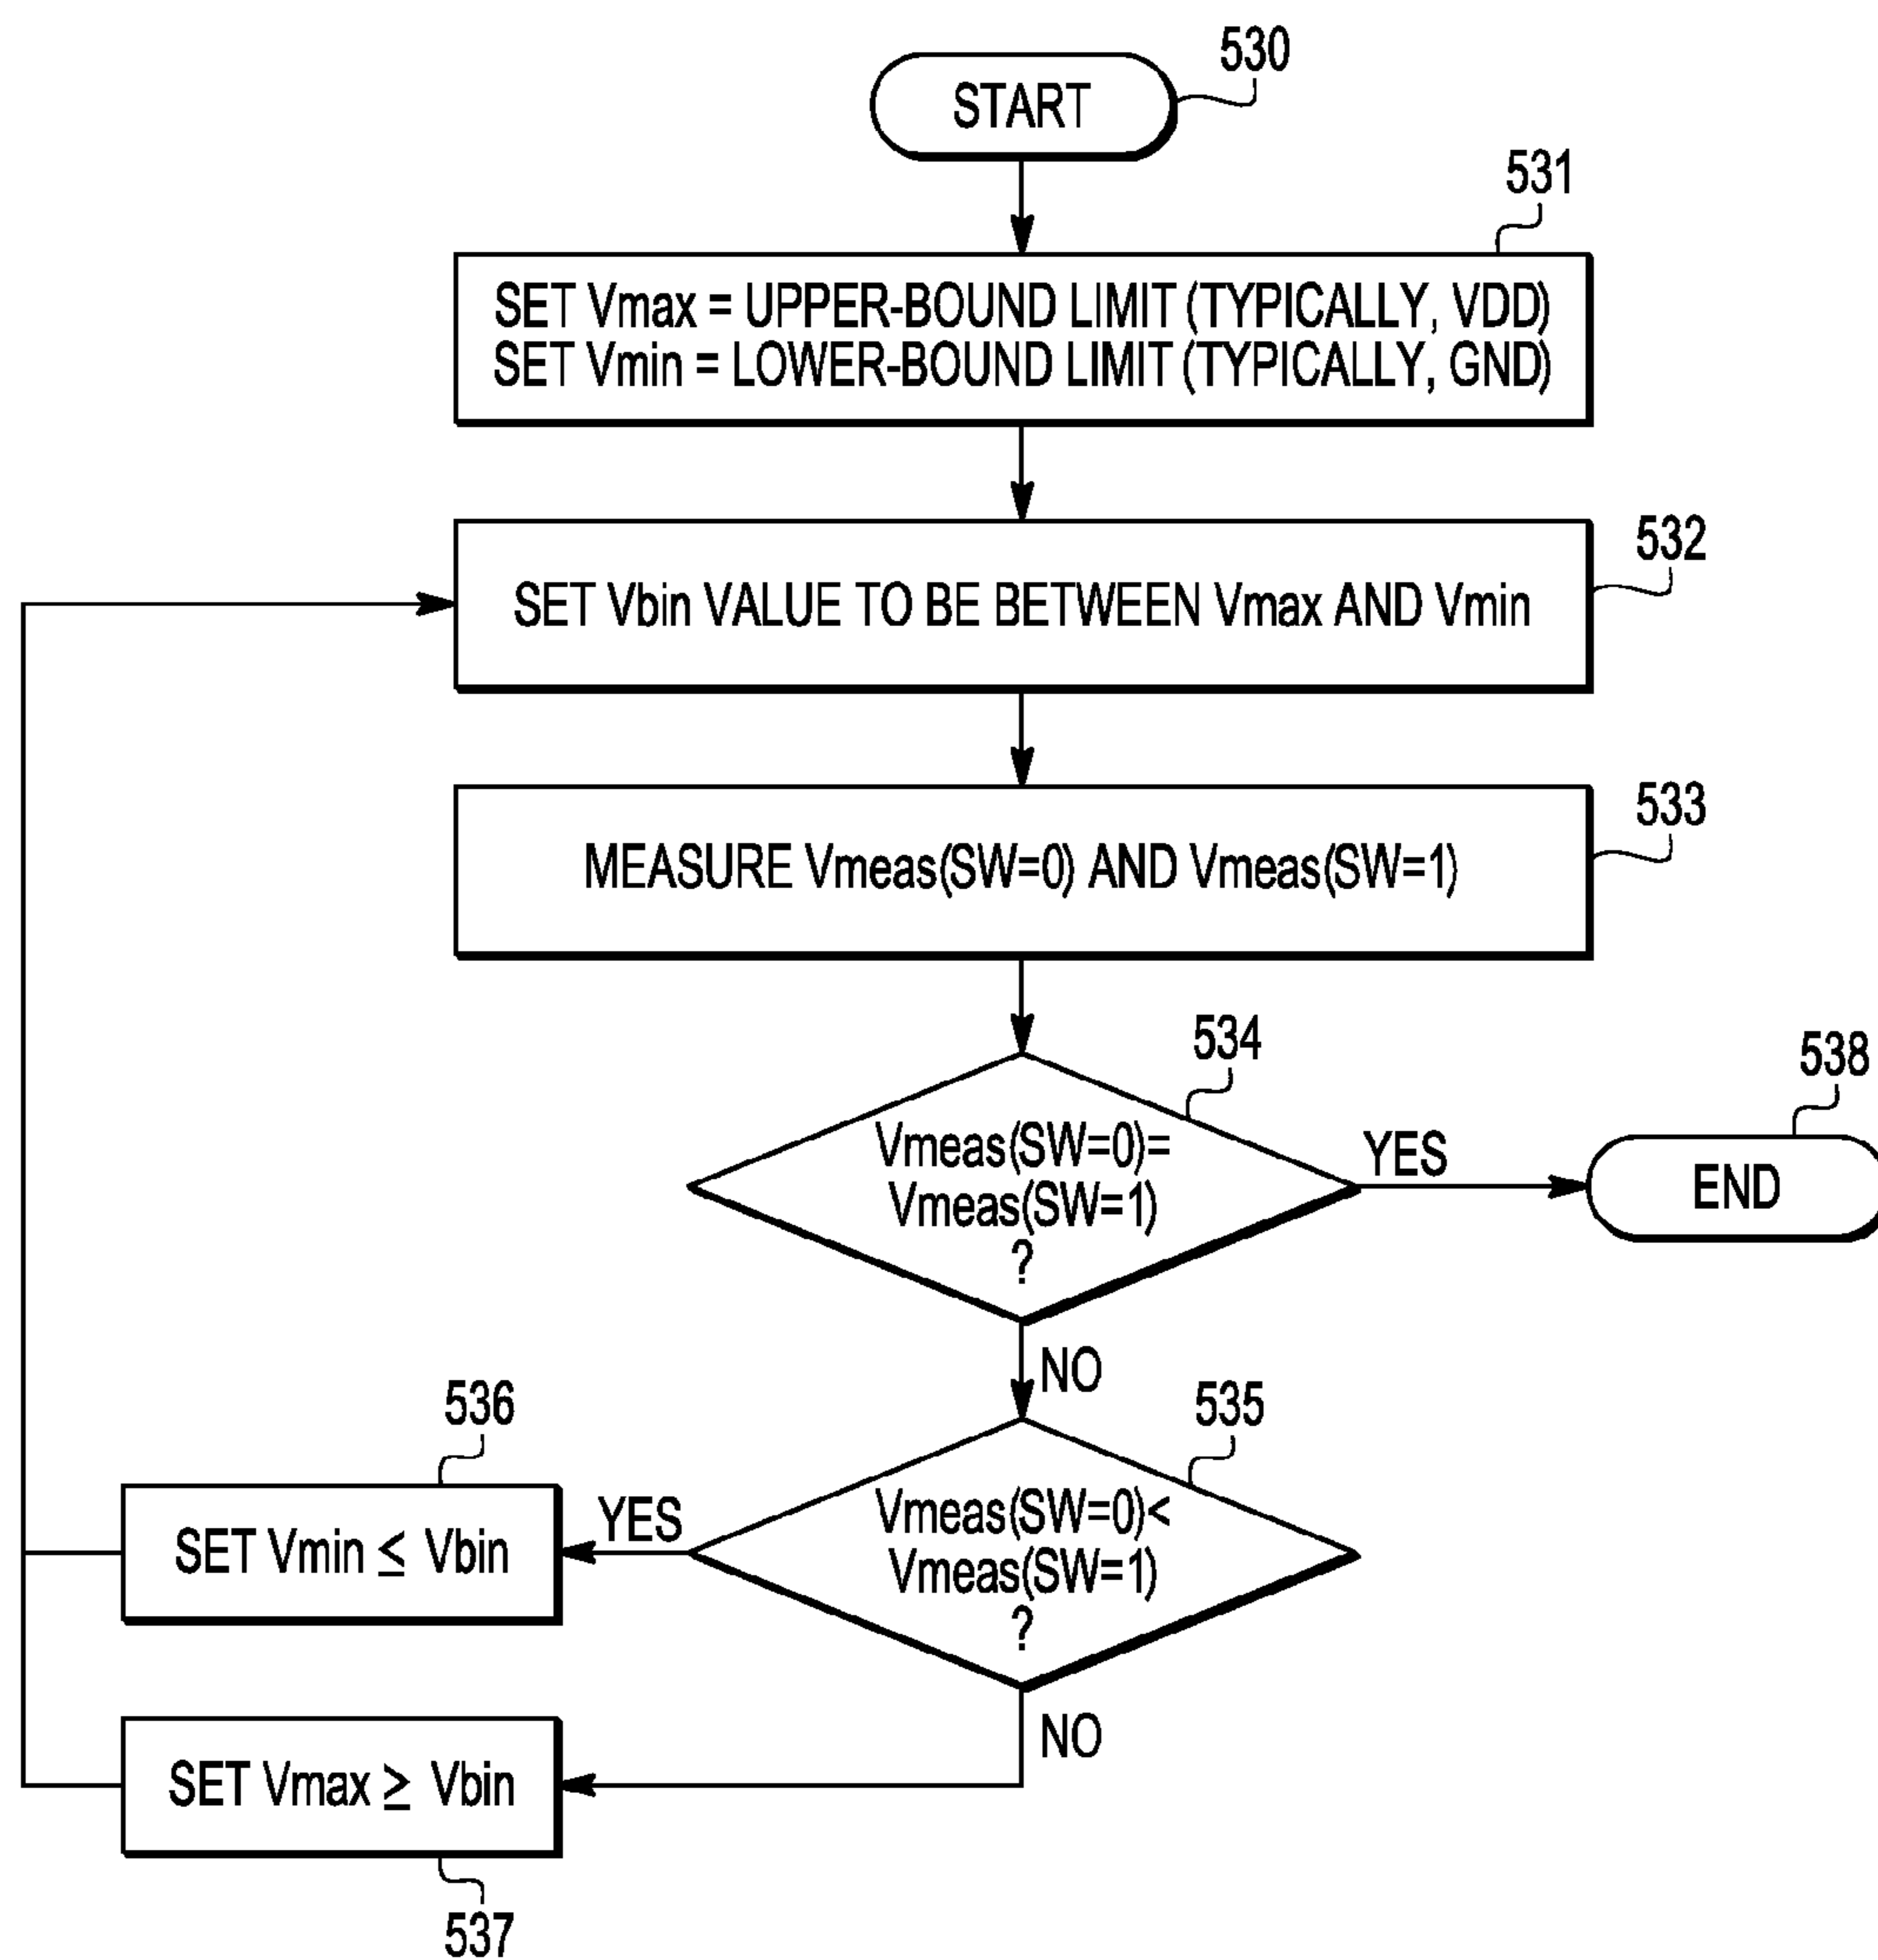 530
START
531
SET Vmax = UPPER-BOUND LIMIT (TYPICALLY, VDD)
SET Vmin = LOWER-BOUND LIMIT (TYPICALLY, GND)
532
SET Vbin VALUE TO BE BETWEEN Vmax AND Vmin
533
MEASURE Vmeas(SW=0) AND Vmeas(SW=1)
534
Vmeas(SW=0)=
Vmeas(SW=1)
?
YES
538
END
NO
535
Vmeas(SW=0)<
Vmeas(SW=1)
?
YES
536
SET Vmin ≤ Vbin
NO
SET Vmax ≥ Vbin
537